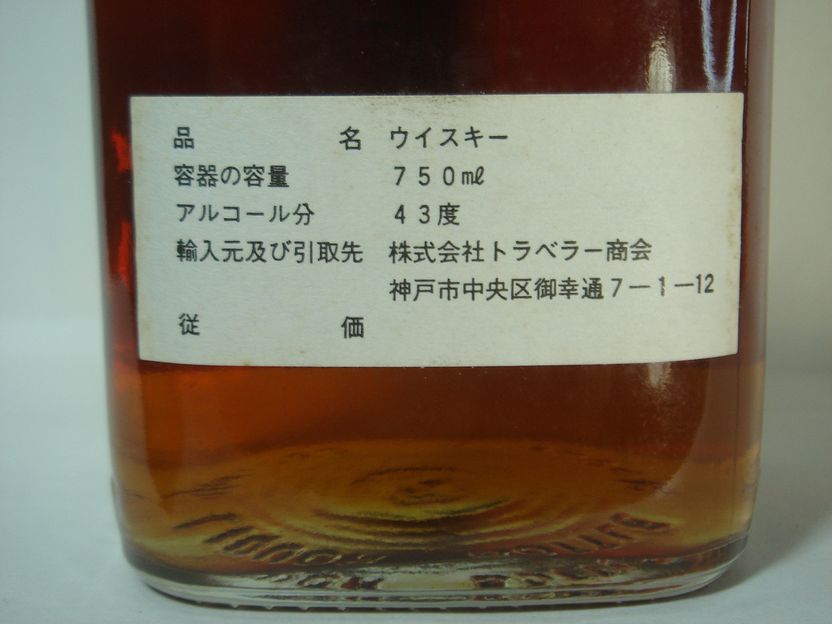 品名 ウイスキー
容器の容量 750㎖
アルコール分 43度
輸入元及び引取先 株式会社トラベラー商会
神戸市中央区御幸通7―1―12
従価